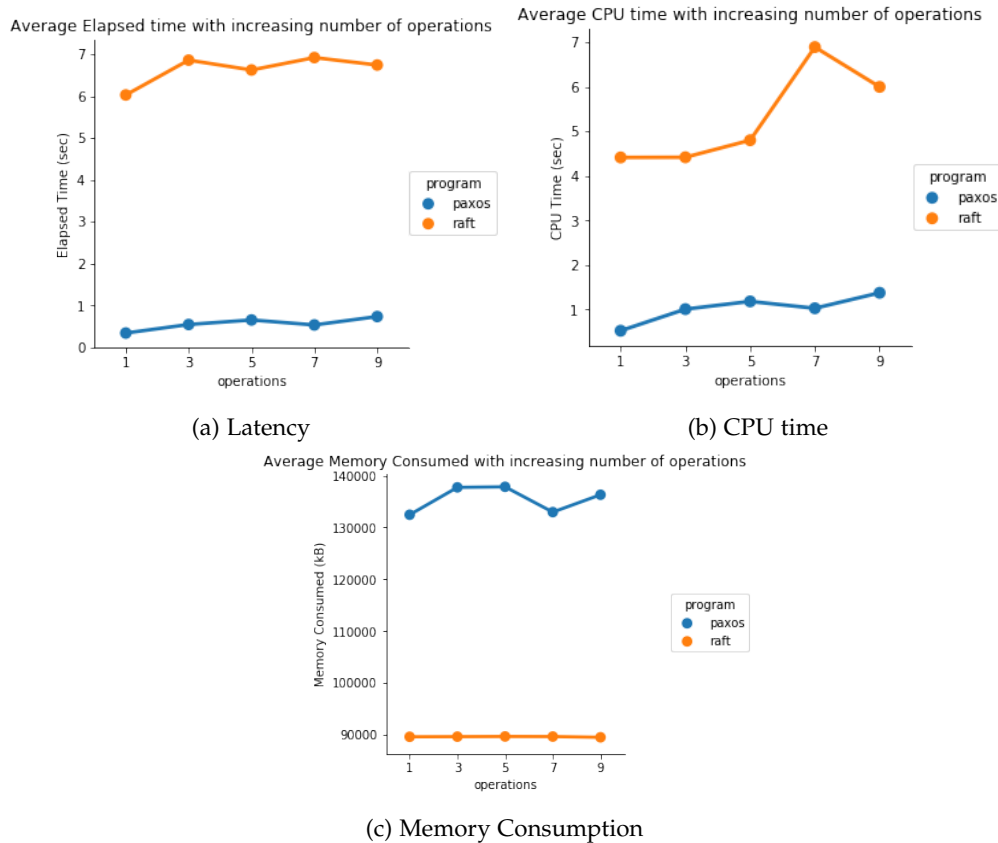 Average Elapsed time with increasing number of operations
7
6
5
4
3
2
1
0
Elapsed Time (sec)
1 3 5 7 9
operations
program
paxos
raft
(a) Latency
Average CPU time with increasing number of operations
7
6
5
4
3
2
1
CPU Time (sec)
1 3 5 7 9
operations
program
paxos
raft
(b) CPU time
Average Memory Consumed with increasing number of operations
140000
130000
120000
110000
100000
90000
Memory Consumed (kB)
1 3 5 7 9
operations
program
paxos
raft
(c) Memory Consumption